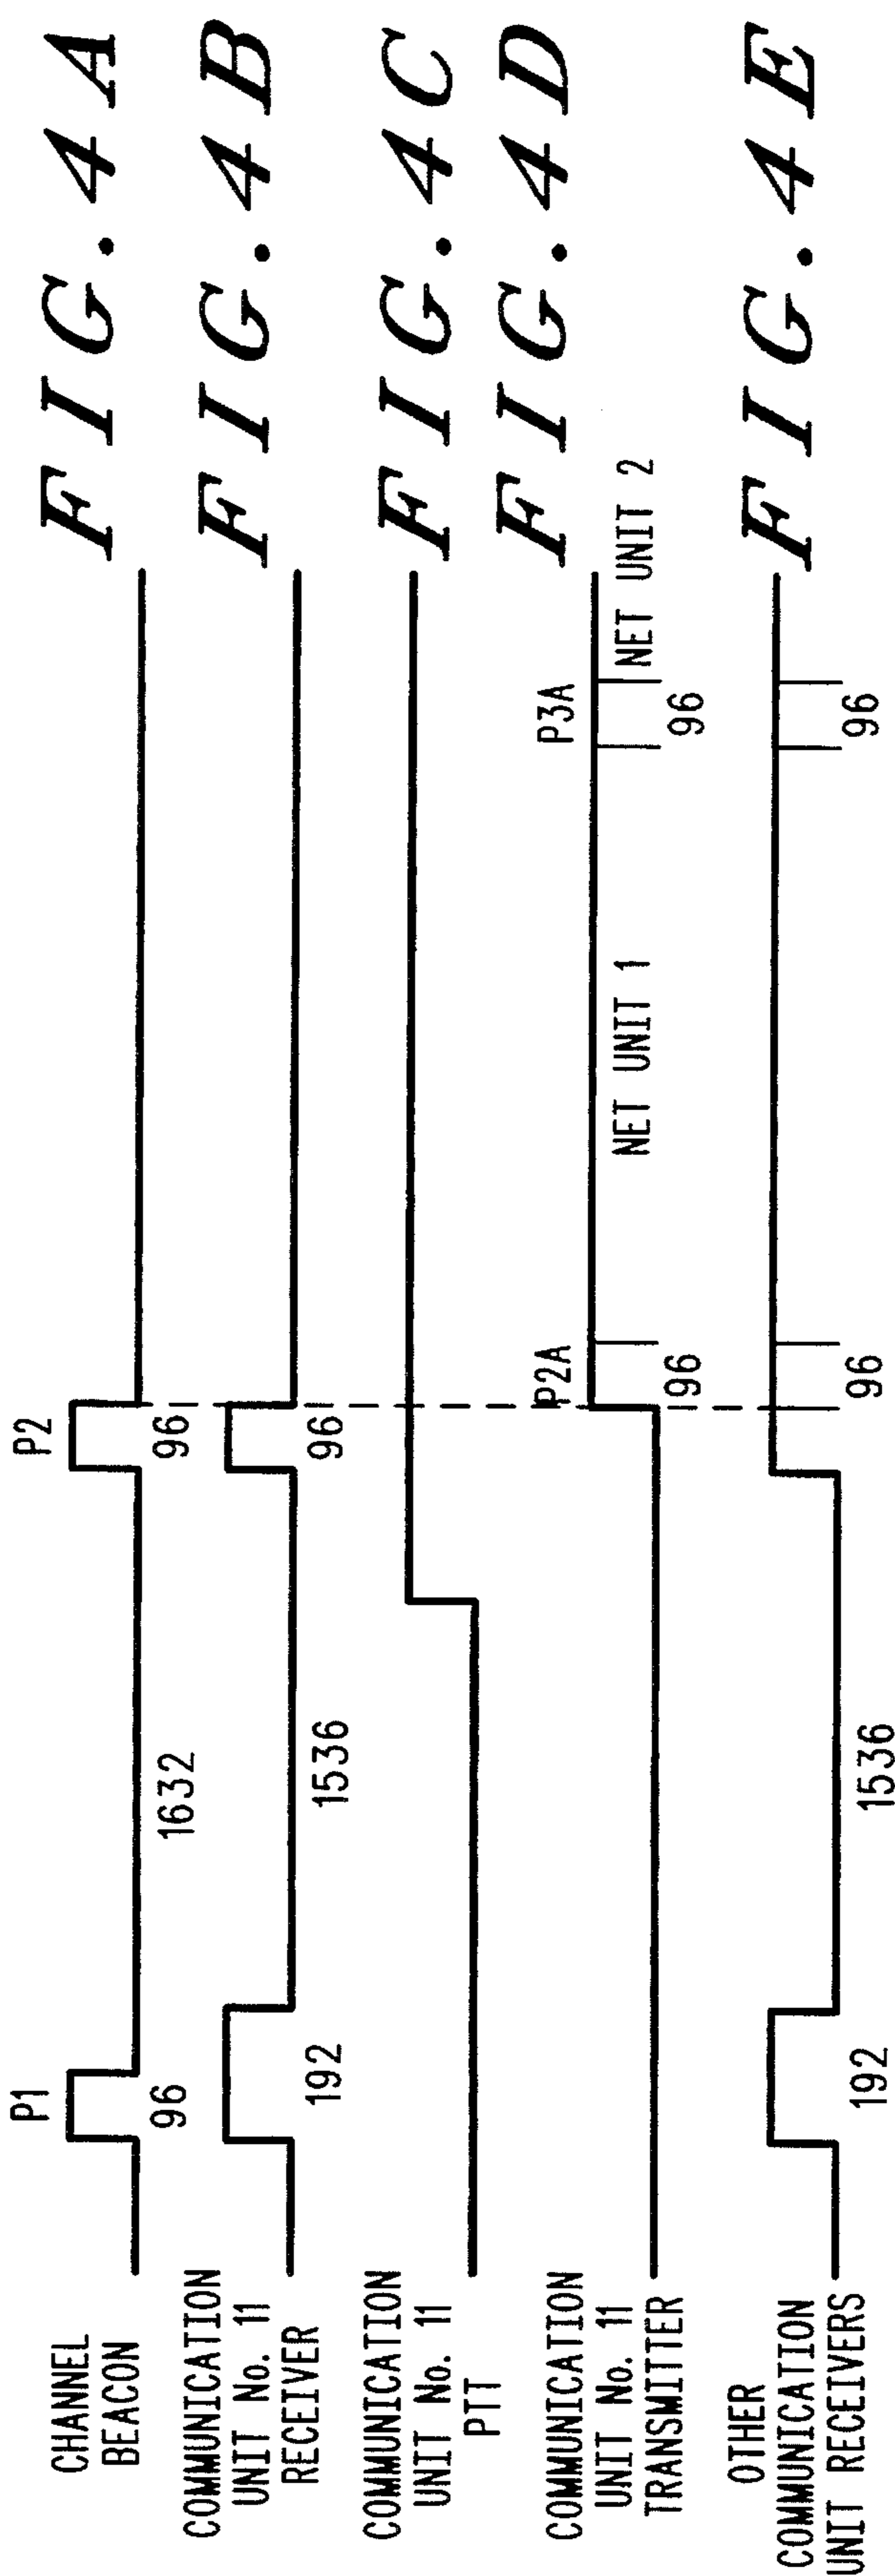 CHANNEL
BEACON
P1
96
1632
P2
96
FIG. 4A
COMMUNICATION
UNIT No. 11
RECEIVER
192
1536
96
FIG. 4B
COMMUNICATION
UNIT No. 11
PTT
FIG. 4C
COMMUNICATION
UNIT No. 11
TRANSMITTER
P2A
96
NET UNIT 1
P3A
96
NET UNIT 2
FIG. 4D
OTHER
COMMUNICATION
UNIT RECEIVERS
192
1536
96
96
FIG. 4E